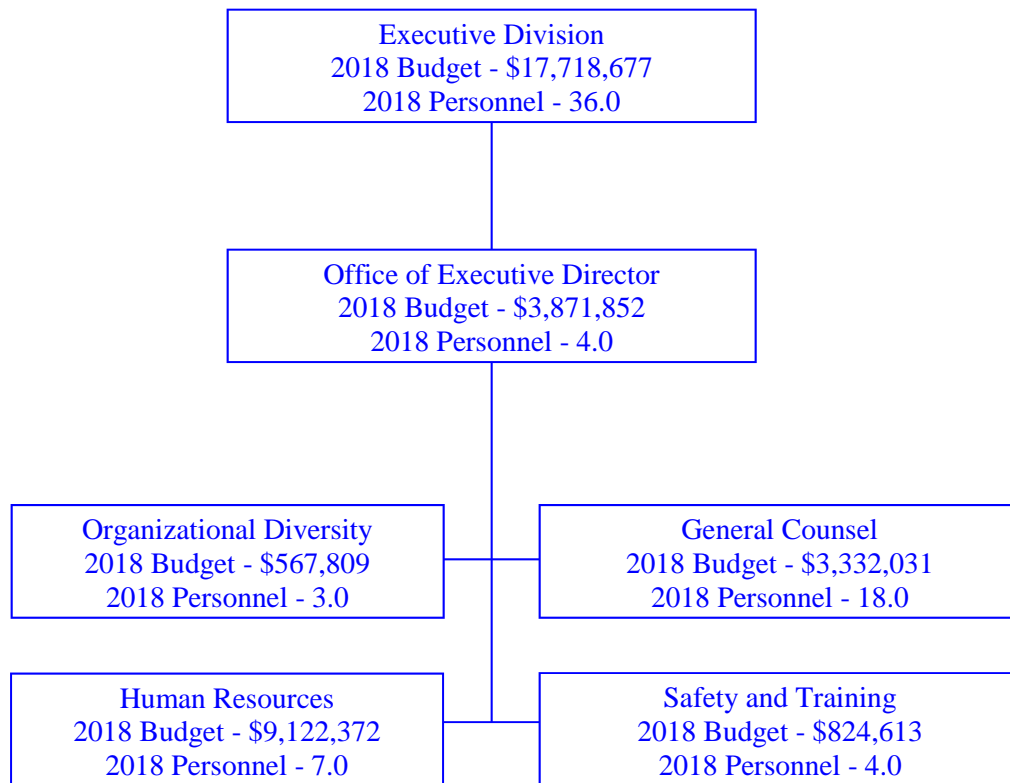 Executive Division
2018 Budget - $17,718,677
2018 Personnel - 36.0
Office of Executive Director
2018 Budget - $3,871,852
2018 Personnel - 4.0
Organizational Diversity
2018 Budget - $567,809
2018 Personnel - 3.0
General Counsel
2018 Budget - $3,332,031
2018 Personnel - 18.0
Human Resources
2018 Budget - $9,122,372
2018 Personnel - 7.0
Safety and Training
2018 Budget - $824,613
2018 Personnel - 4.0